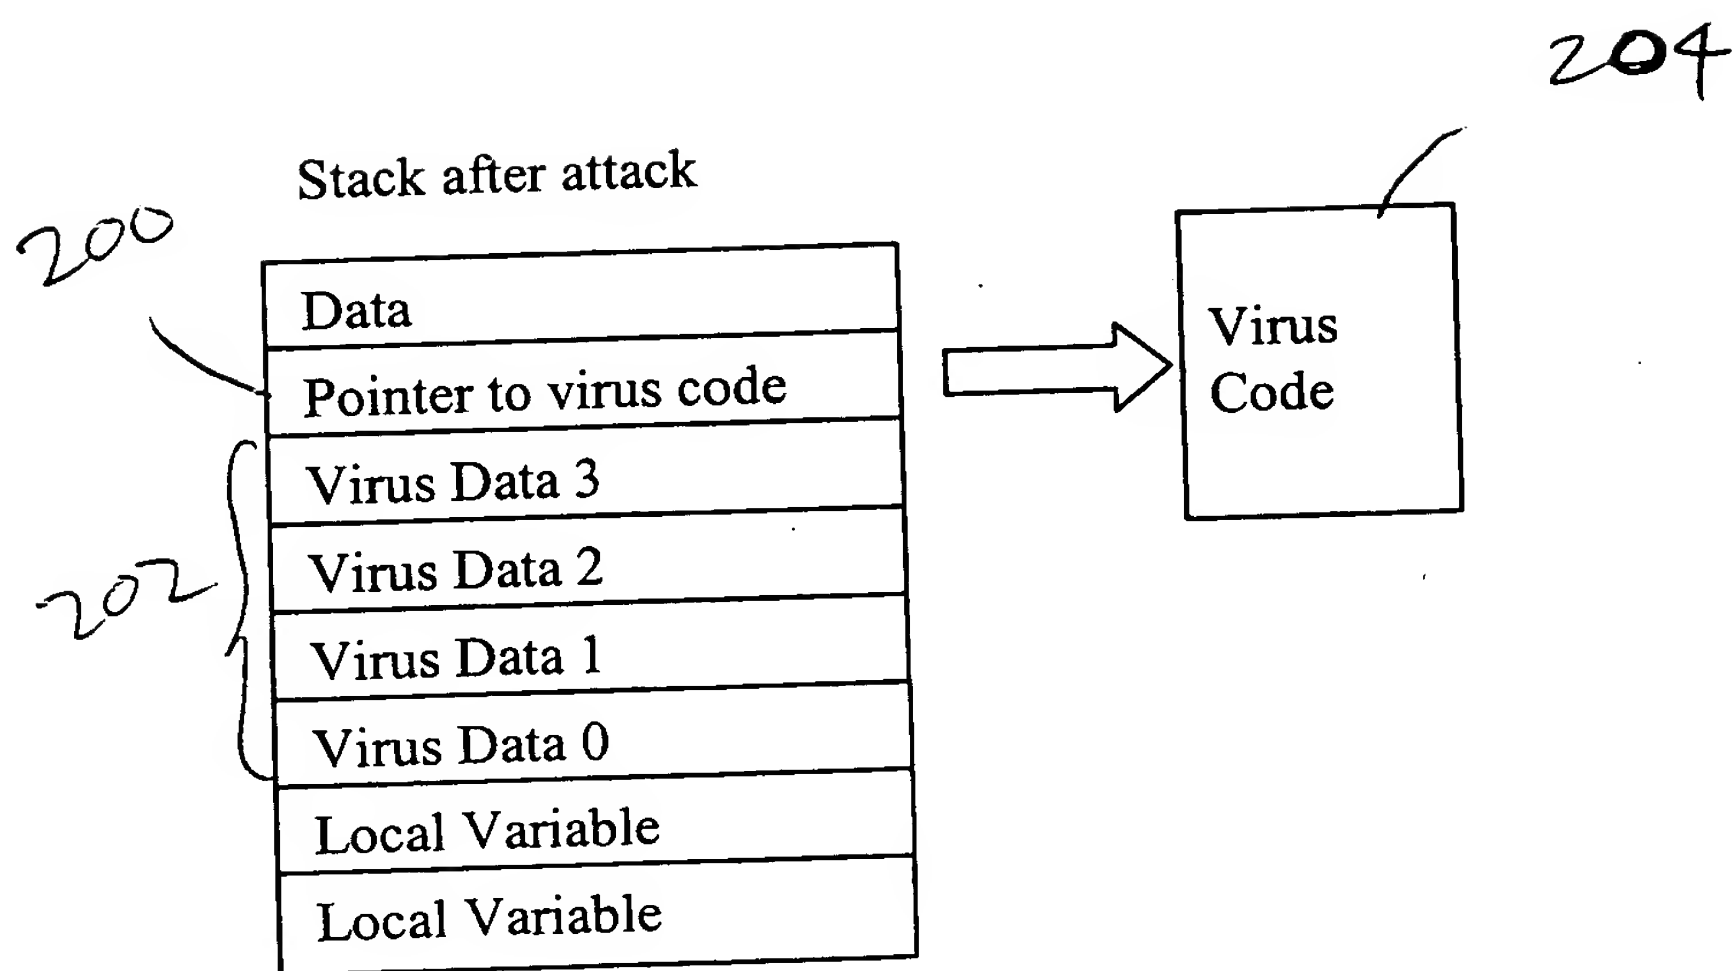 204
Stack after attack
200
Data
Pointer to virus code
Virus
Code
Virus Data 3
202
Virus Data 2
Virus Data 1
Virus Data 0
Local Variable
Local Variable